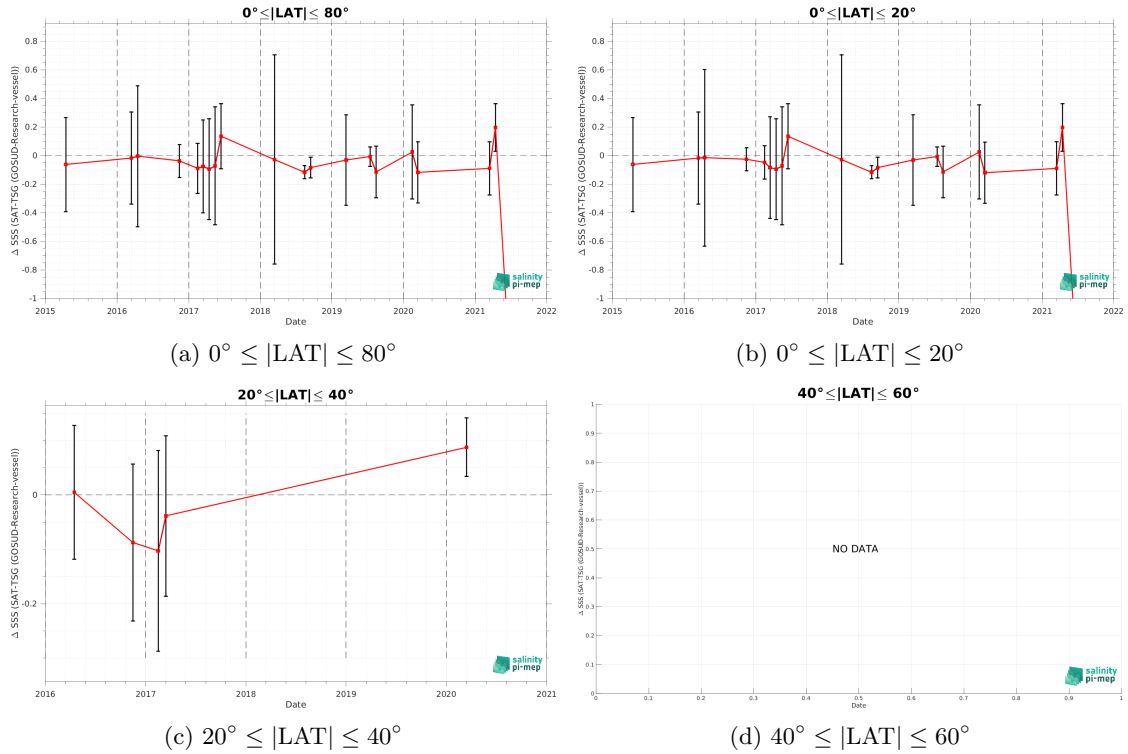 0°≤|LAT|≤ 80°
Δ SSS (SAT-TSG (GOSUD-Research-vessel))
0.8
0.6
0.4
0.2
0
-0.2
-0.4
-0.6
-0.8
-1
2015 2016 2017 2018 2019 2020 2021 2022
Date
salinity
pi-mep
(a) 0° ≤ |LAT| ≤ 80°
0°≤|LAT|≤ 20°
Δ SSS (SAT-TSG (GOSUD-Research-vessel))
0.8
0.6
0.4
0.2
0
-0.2
-0.4
-0.6
-0.8
-1
2015 2016 2017 2018 2019 2020 2021 2022
Date
salinity
pi-mep
(b) 0° ≤ |LAT| ≤ 20°
20°≤|LAT|≤ 40°
Δ SSS (SAT-TSG (GOSUD-Research-vessel))
0
-0.2
2016 2017 2018 2019 2020 2021
Date
salinity
pi-mep
(c) 20° ≤ |LAT| ≤ 40°
40°≤|LAT|≤ 60°
Δ SSS (SAT-TSG (GOSUD-Research-vessel))
1
0.9
0.8
0.7
0.6
0.5
0.4
0.3
0.2
0.1
0
NO DATA
0 0.1 0.2 0.3 0.4 0.5 0.6 0.7 0.8 0.9 1
Date
salinity
pi-mep
(d) 40° ≤ |LAT| ≤ 60°